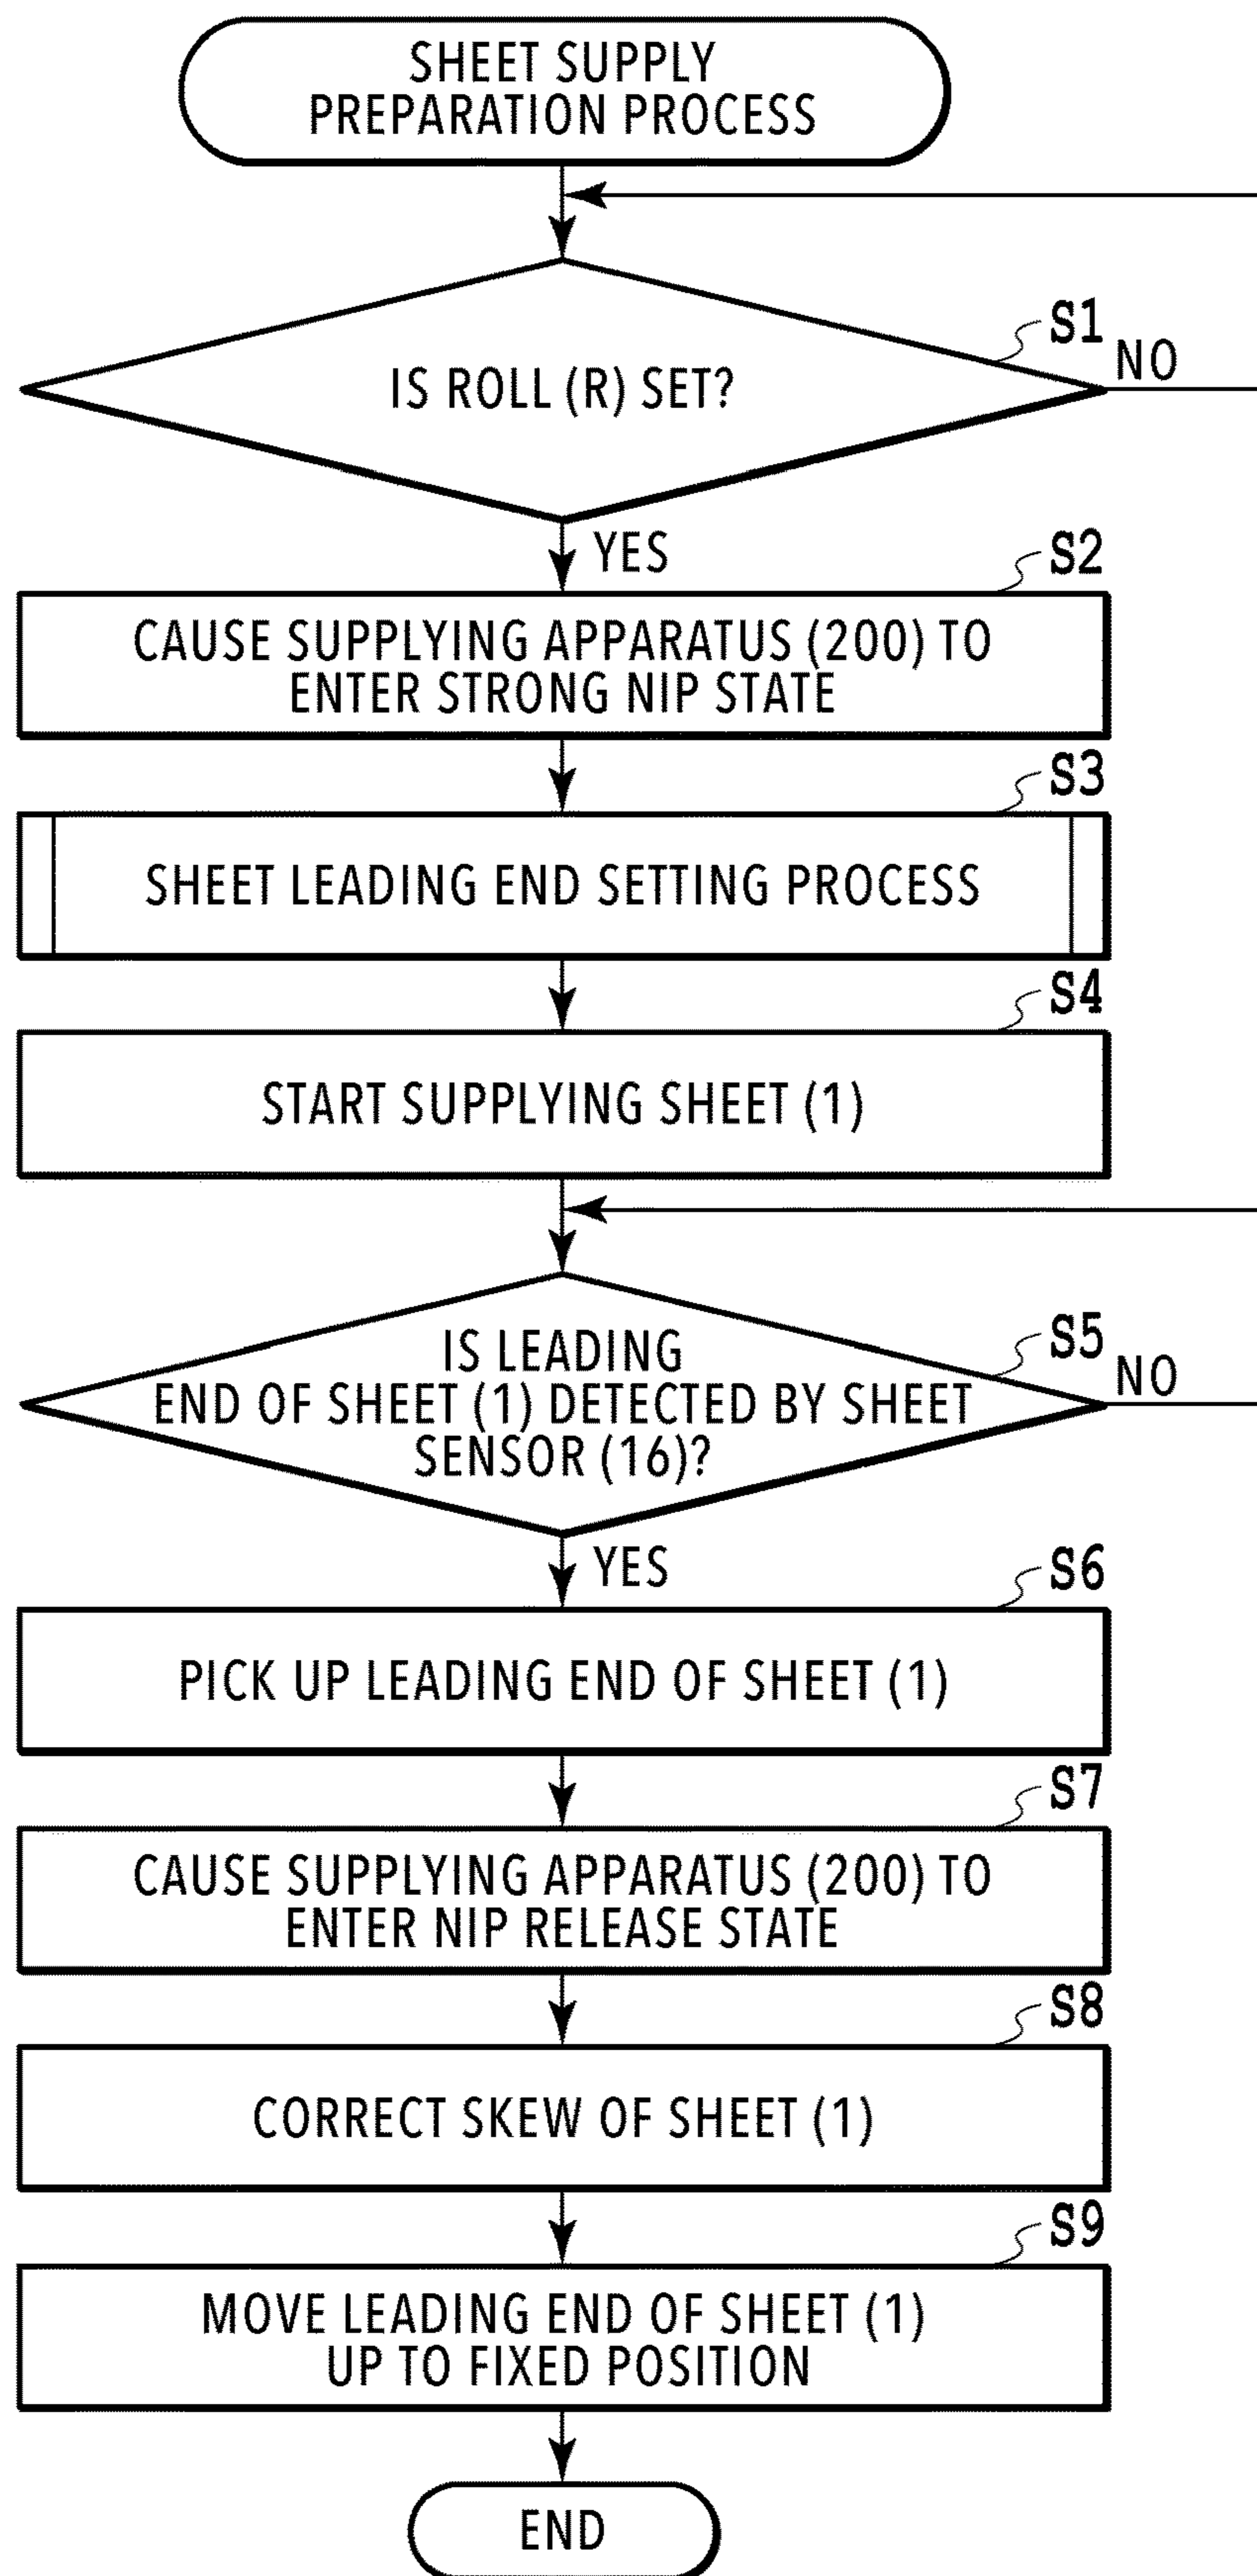 SHEET SUPPLY
PREPARATION PROCESS
S1
NO
IS ROLL (R) SET?
YES
S2
CAUSE SUPPLYING APPARATUS (200) TO
ENTER STRONG NIP STATE
S3
SHEET LEADING END SETTING PROCESS
S4
START SUPPLYING SHEET (1)
S5
NO
IS LEADING
END OF SHEET (1) DETECTED BY SHEET
SENSOR (16)?
YES
S6
PICK UP LEADING END OF SHEET (1)
S7
CAUSE SUPPLYING APPARATUS (200) TO
ENTER NIP RELEASE STATE
S8
CORRECT SKEW OF SHEET (1)
S9
MOVE LEADING END OF SHEET (1)
UP TO FIXED POSITION
END